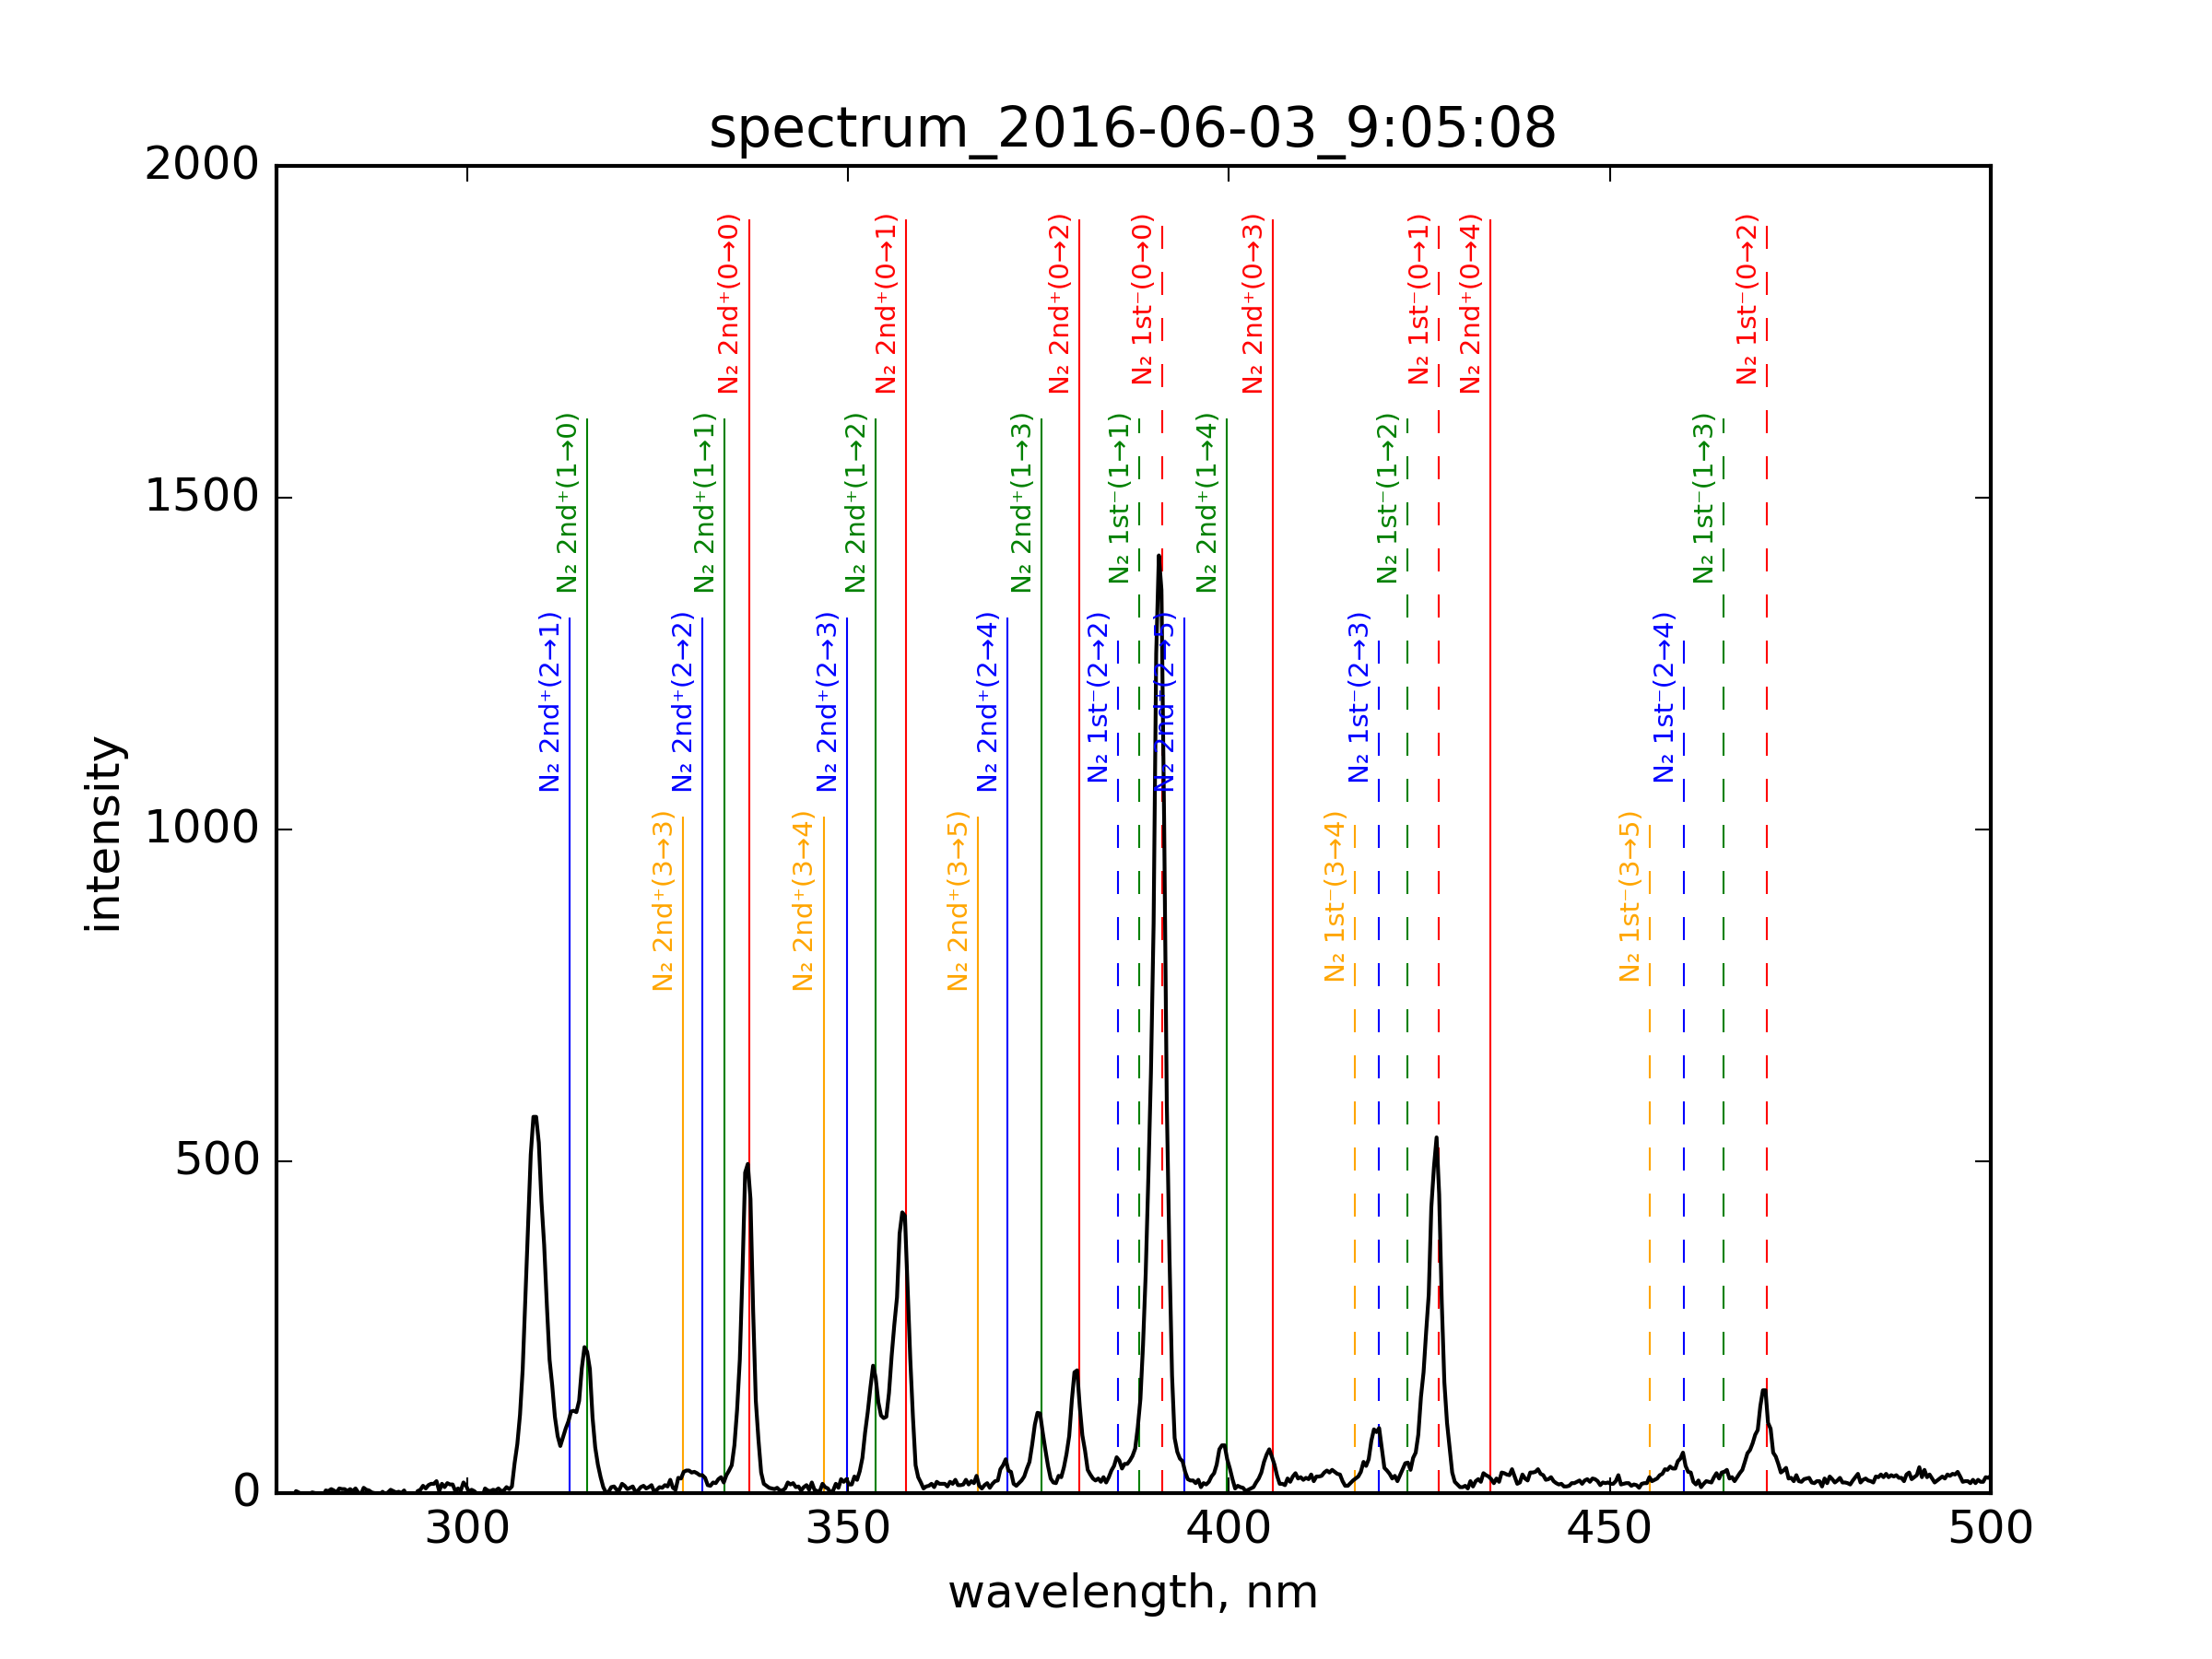 spectrum_2016-06-03_9:05:08
2000
1500
1000
500
0
intensity
N₂ 2nd⁺(0→0)
N₂ 2nd⁺(0→1)
N₂ 2nd⁺(0→2)
N₂ 1st⁻(0→0)
N₂ 2nd⁺(0→3)
N₂ 1st⁻(0→1)
N₂ 2nd⁺(0→4)
N₂ 1st⁻(0→2)
N₂ 2nd⁺(1→0)
N₂ 2nd⁺(1→1)
N₂ 2nd⁺(1→2)
N₂ 2nd⁺(1→3)
N₂ 1st⁻(1→1)
N₂ 2nd⁺(1→4)
N₂ 1st⁻(1→2)
N₂ 1st⁻(1→3)
N₂ 2nd⁺(2→1)
N₂ 2nd⁺(2→2)
N₂ 2nd⁺(2→3)
N₂ 2nd⁺(2→4)
N₂ 1st⁻(2→2)
N₂ 2nd⁺(2→5)
N₂ 1st⁻(2→3)
N₂ 1st⁻(2→4)
N₂ 2nd⁺(3→3)
N₂ 2nd⁺(3→4)
N₂ 2nd⁺(3→5)
N₂ 1st⁻(3→4)
N₂ 1st⁻(3→5)
300
350
400
450
500
wavelength, nm